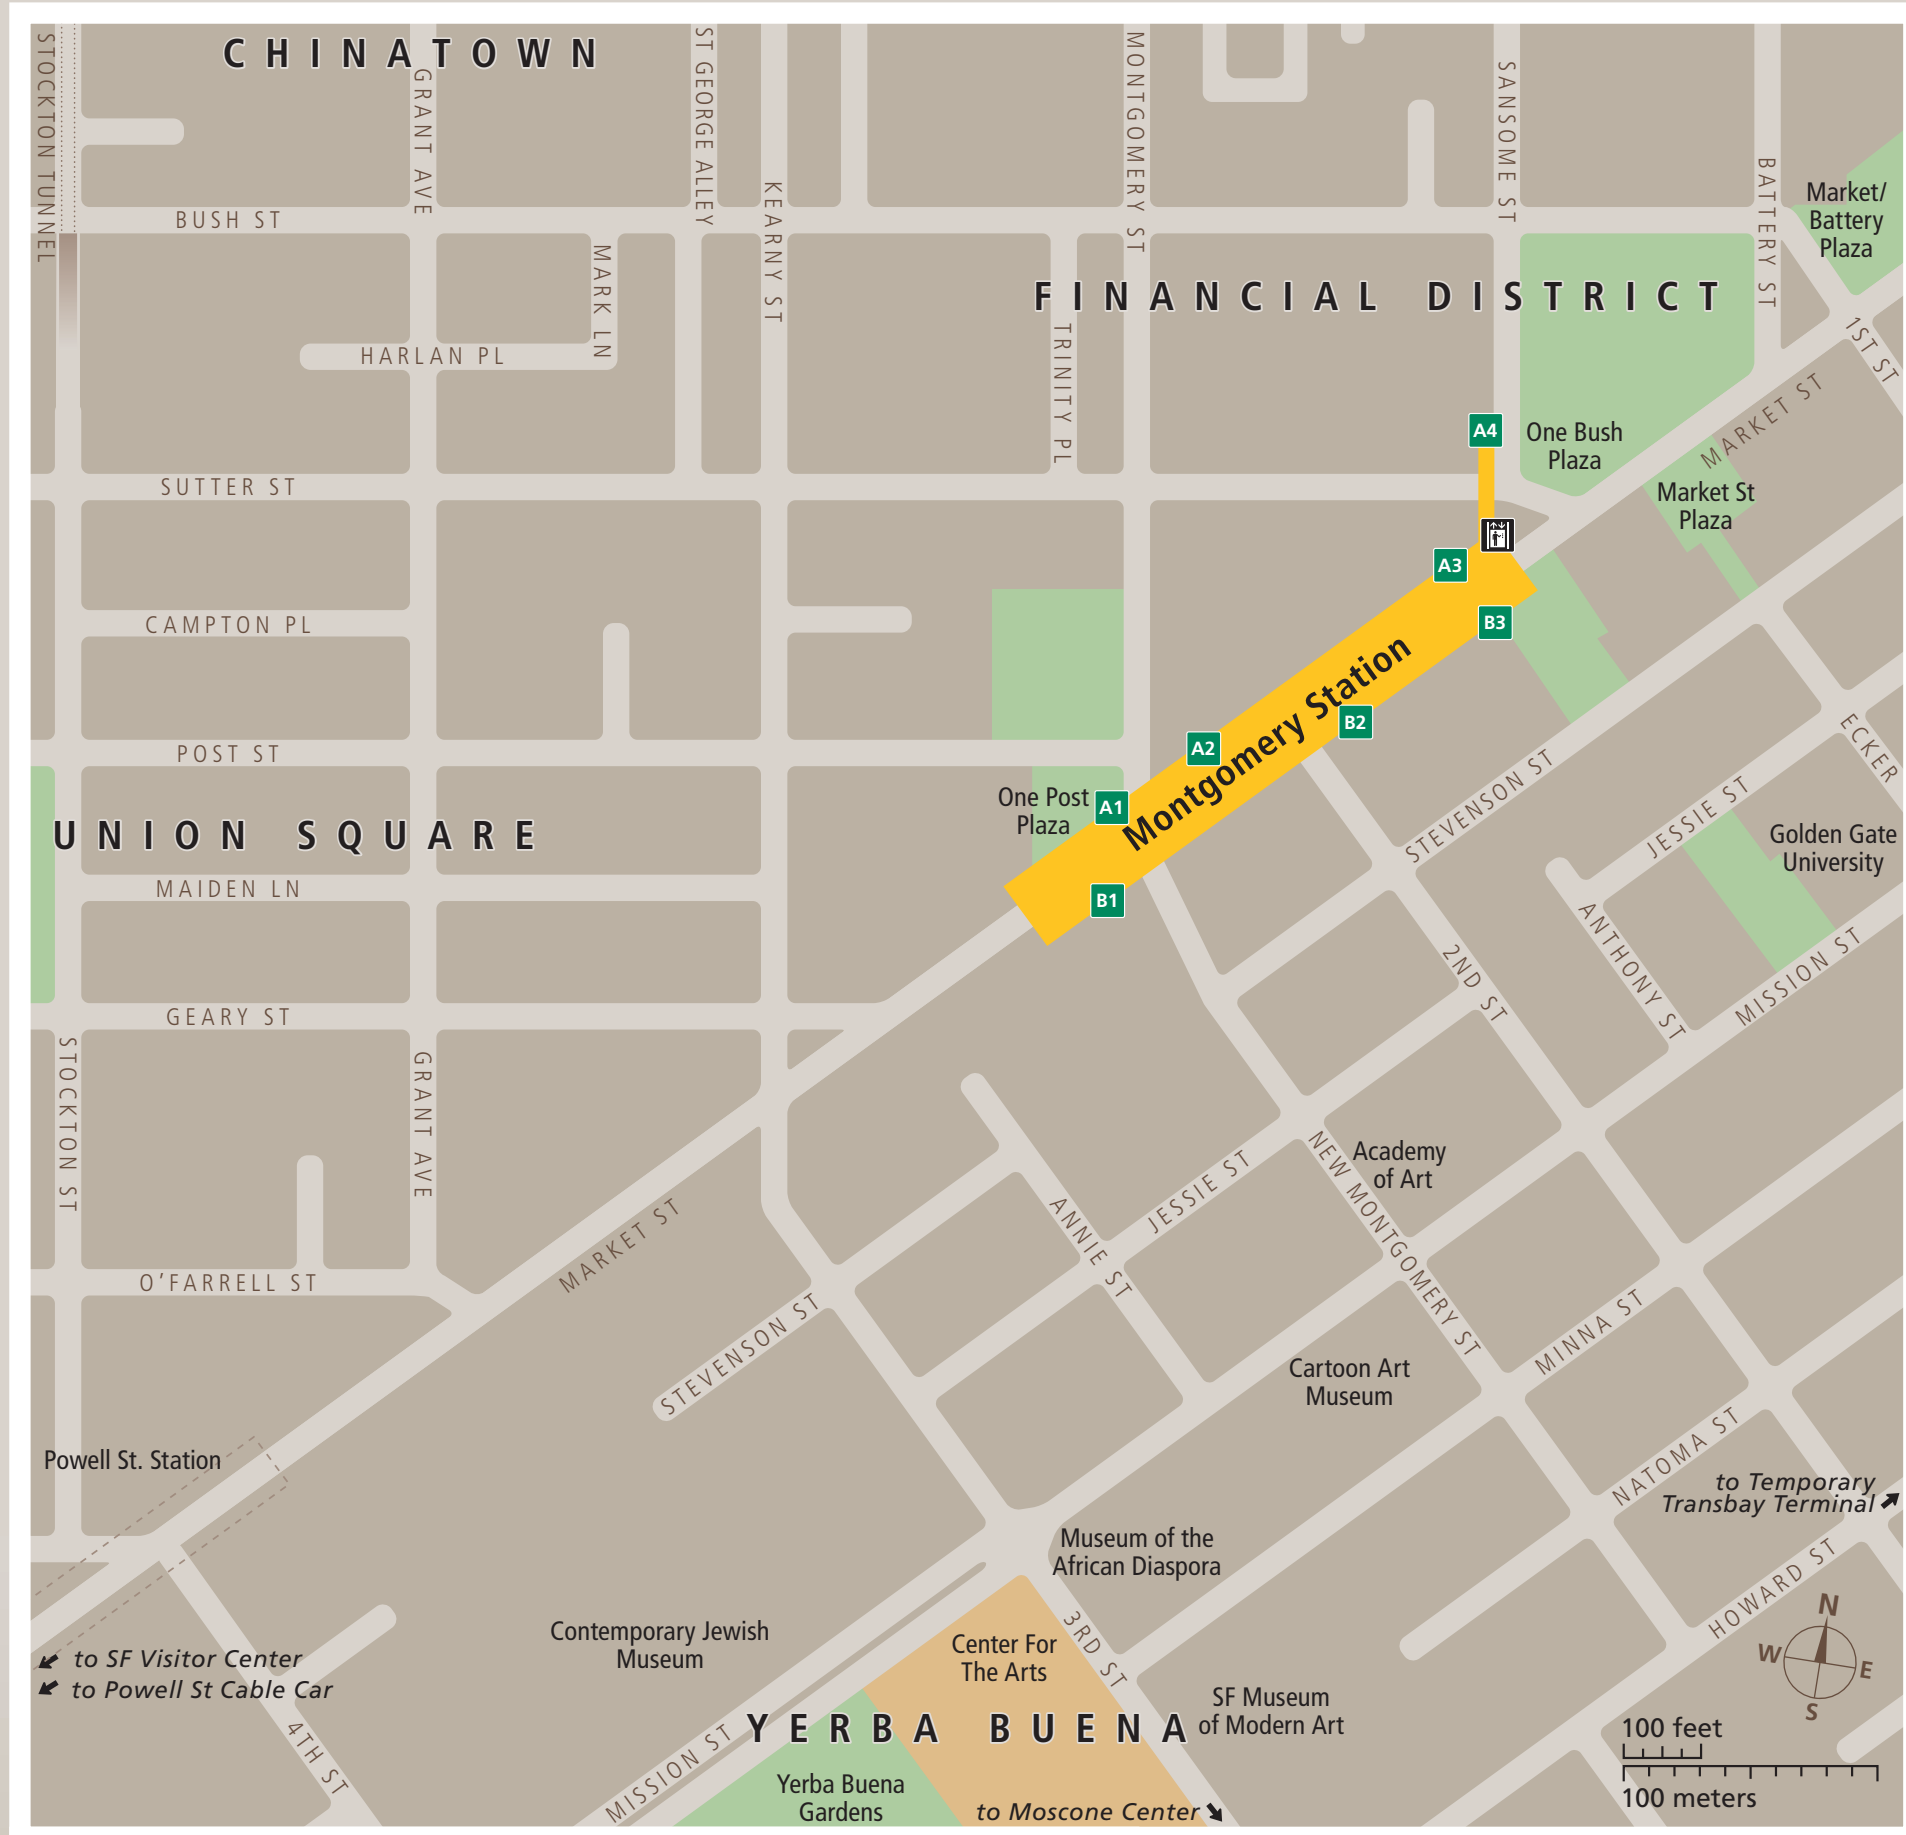 CHINATOWN
STOCKTON TUNNEL
GRANT AVE
ST GEORGE ALLEY
KEARNY ST
MONTGOMERY ST
SANSOME ST
BATTERY ST
Market/
Battery
Plaza
BUSH ST
MARK LN
HARLAN PL
TRINITY PL
FINANCIAL DISTRICT
1ST ST
MARKET ST
A4
One Bush
Plaza
Market St
Plaza
SUTTER ST
A3
B3
CAMPTON PL
Montgomery Station
B2
A2
POST ST
One Post
Plaza
A1
B1
ECKER
STEVENSON ST
JESSIE ST
Golden Gate
University
UNION SQUARE
MAIDEN LN
ANTHONY ST
2ND ST
MISSION ST
GEARY ST
STOCKTON ST
GRANT AVE
Academy
of Art
NEW MONTGOMERY ST
JESSIE ST
ANNIE ST
MARKET ST
O'FARRELL ST
STEVENSON ST
MINNA ST
Cartoon Art
Museum
NATOMA ST
Powell St. Station
to Temporary
Transbay Terminal
Museum of the
African Diaspora
HOWARD ST
Contemporary Jewish
Museum
Center For
The Arts
3RD ST
to SF Visitor Center
to Powell St Cable Car
4TH ST
SF Museum
of Modern Art
YERBA BUENA
MISSION ST
Yerba Buena
Gardens
to Moscone Center
N
W
E
S
100 feet
100 meters